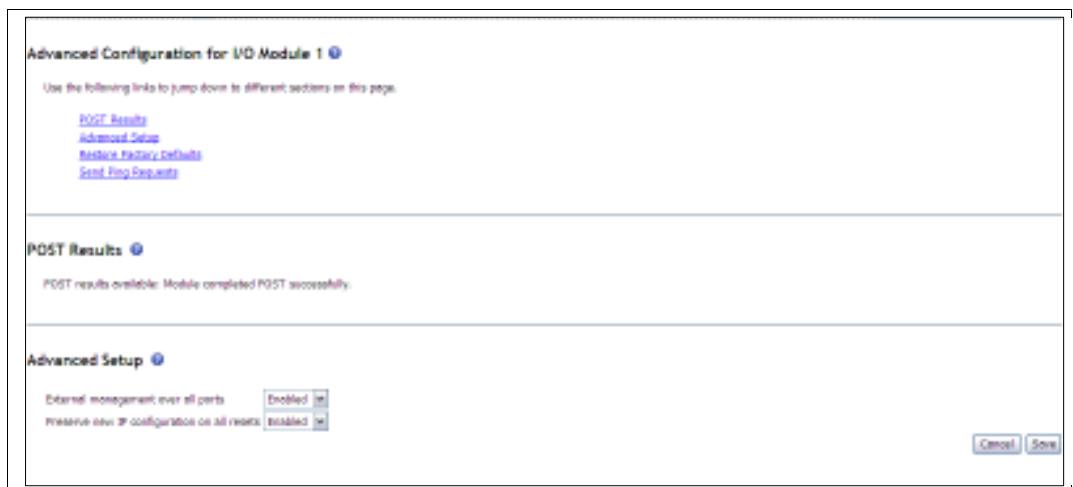 Advanced Configuration for I/O Module 1
Use the following links to jump down to different sections on this page.
POST Results
Advanced Setup
Restore Factory Defaults
Send Ping Requests
POST Results
POST results available: Module completed POST successfully.
Advanced Setup
External management over all ports Enabled
Preserve new IP configuration on all resets Enabled
Cancel Save